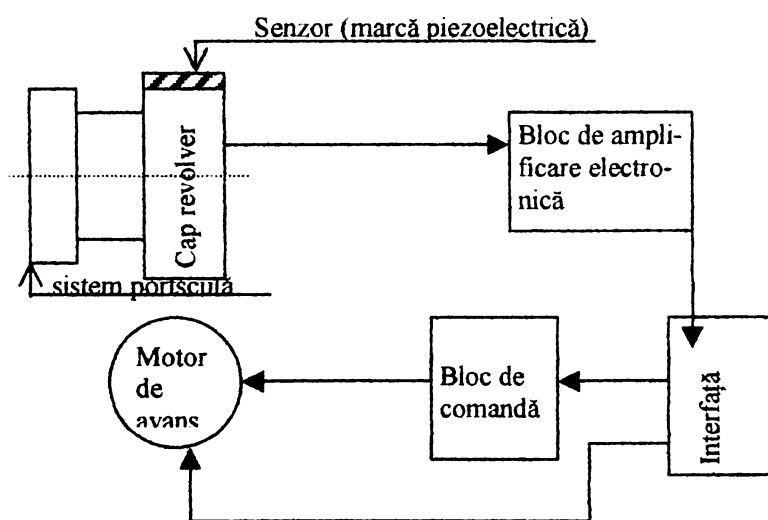 Senzor (marcă piezoelectrică)
Cap revolver
Bloc de ampli-
ficare electro-
nică
sistem portsculă
Motor
de
avans
Bloc de
comandă
Interfață